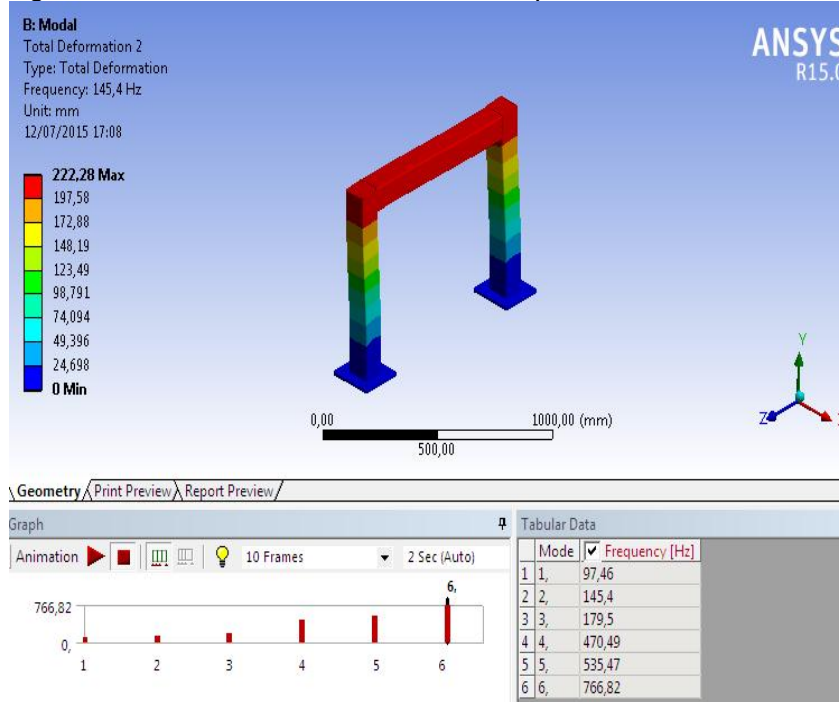 B: Modal
Total Deformation 2
Type: Total Deformation
Frequency: 145,4 Hz
Unit: mm
12/07/2015 17:08
ANSYS
R15.0
222,28 Max
197,58
172,88
148,19
123,49
98,791
74,094
49,396
24,698
0 Min
0,00 1000,00 (mm)
500,00
Y
Z
Geometry Print Preview Report Preview
Graph
Animation 10 Frames 2 Sec (Auto)
6,
766,82
0,
1 2 3 4 5 6
Tabular Data
Mode Frequency [Hz]
1 1, 97,46
2 2, 145,4
3 3, 179,5
4 4, 470,49
5 5, 535,47
6 6, 766,82